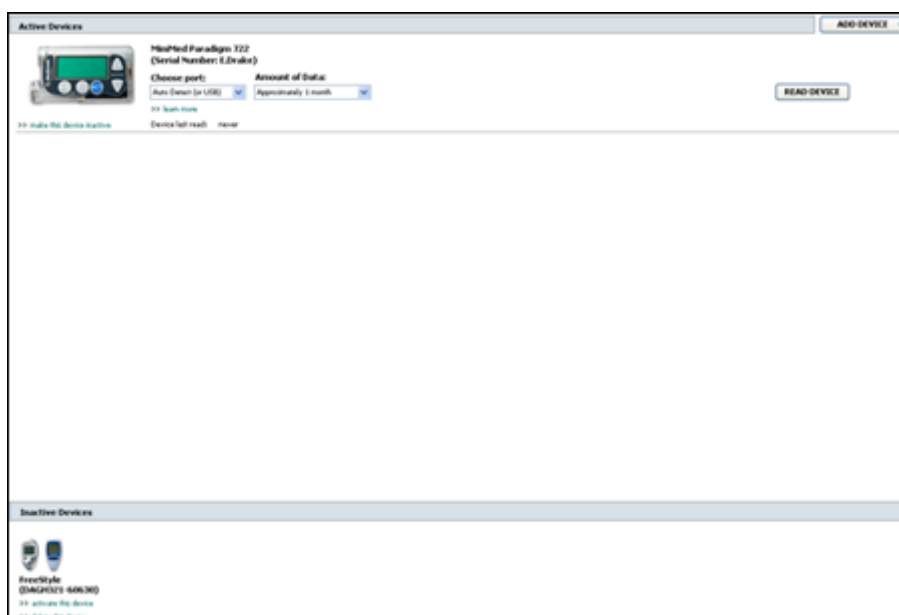 Active Devices
ADD DEVICE
MiniMed Paradigm 722
(Serial Number: E.Drake)
Choose port: Amount of Data:
Auto Detect (or USB) Approximately 1 month
READ DEVICE
>> learn more
>> make this device inactive
Device last read: never
Inactive Devices
FreeStyle
(DAGH321-60630)
>> activate this device